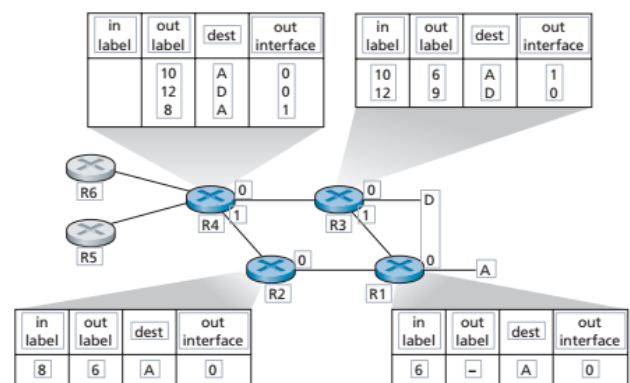 in label out label dest out interface
10 A 0
12 D 0
8 A 1
in label out label dest out interface
10 6 A 1
12 9 D 0
R6
0
0
D
R4
1
R3
1
R5
0
0
A
R2
R1
in label out label dest out interface
8 6 A 0
in label out label dest out interface
6 – A 0